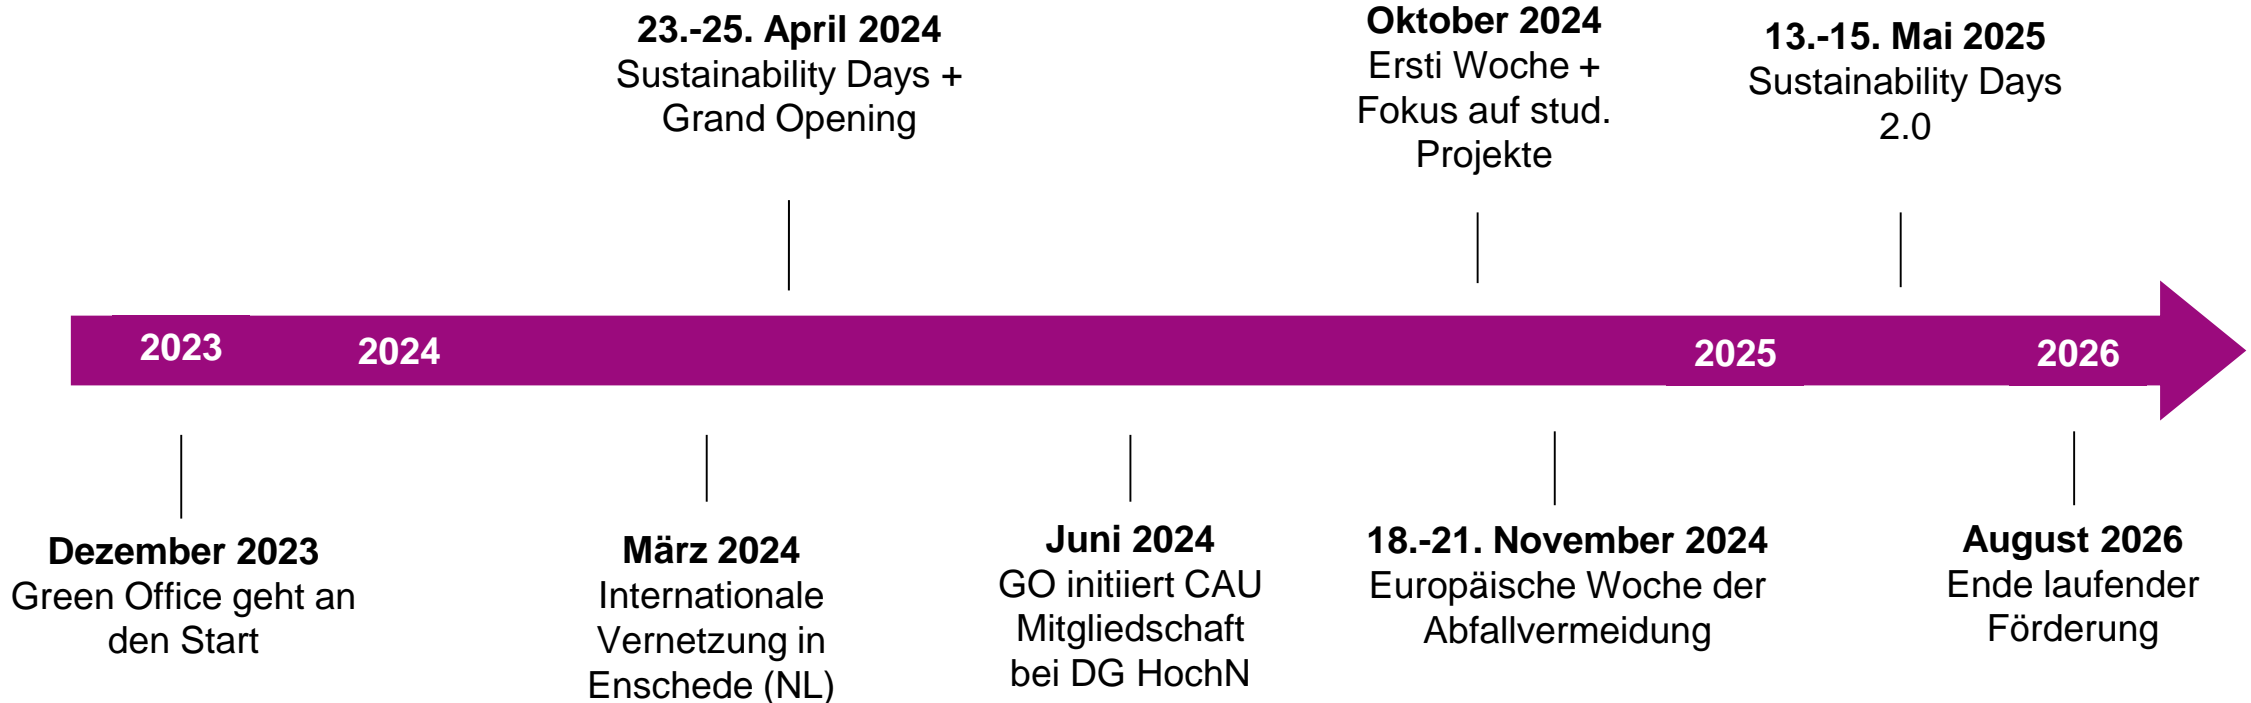 23.-25. April 2024
Sustainability Days +
Grand Opening
Oktober 2024
Ersti Woche +
Fokus auf stud.
Projekte
13.-15. Mai 2025
Sustainability Days
2.0
2023
2024
2025
2026
Dezember 2023
Green Office geht an
den Start
März 2024
Internationale
Vernetzung in
Enschede (NL)
Juni 2024
GO initiiert CAU
Mitgliedschaft
bei DG HochN
18.-21. November 2024
Europäische Woche der
Abfallvermeidung
August 2026
Ende laufender
Förderung